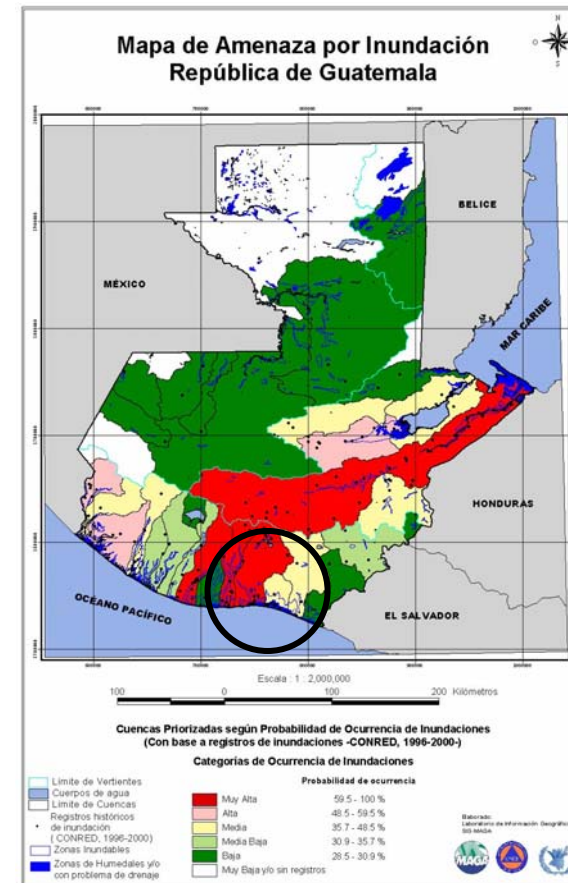 Mapa de Amenaza por Inundación
República de Guatemala
N
O
S
BELICE
MÉXICO
MAR CARIBE
HONDURAS
OCÉANO PACÍFICO
EL SALVADOR
Escala : 1 : 2,000,000
100 0 100 200 Kilómetros
Cuencas Priorizadas según Probabilidad de Ocurrencia de Inundaciones
(Con base a registros de inundaciones -CONRED, 1996-2000-)
Categorías de Ocurrencia de Inundaciones
Probabilidad de ocurrencia
Límite de Vertientes
Cuerpos de agua
Límite de Cuencas
Registros históricos
de inundación
( CONRED, 1996-2000)
Zonas Inundables
Zonas de Humedales y/o
con problema de drenaje
Muy Alta 59.5 - 100 %
Alta 48.5 - 59.5%
Media 35.7 - 48.5%
Media Baja 30.9 - 35.7%
Baja 28.5 - 30.9 %
Muy Baja y/o sin registros
Elaborado:
Laboratorio de Información Geográfica
SIG-MAGA
MAGA